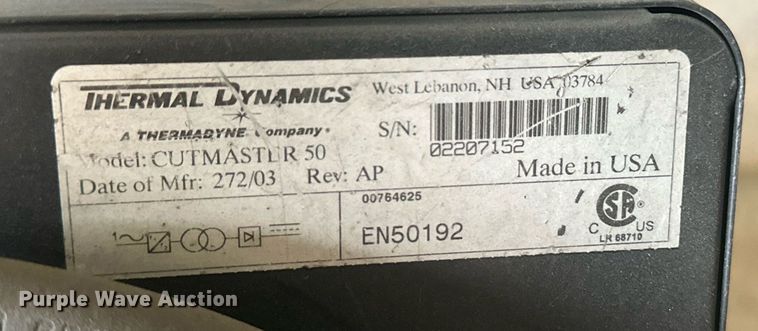 THERMAL DYNAMICS
West Lebanon, NH USA 03784
A THERMADYNE Company
S/N:
02207152
Model: CUTMASTER 50
Date of Mfr: 272/03 Rev: AP
Made in USA
00764625
1~
EN50192
C US
LR 68710
Purple Wave Auction